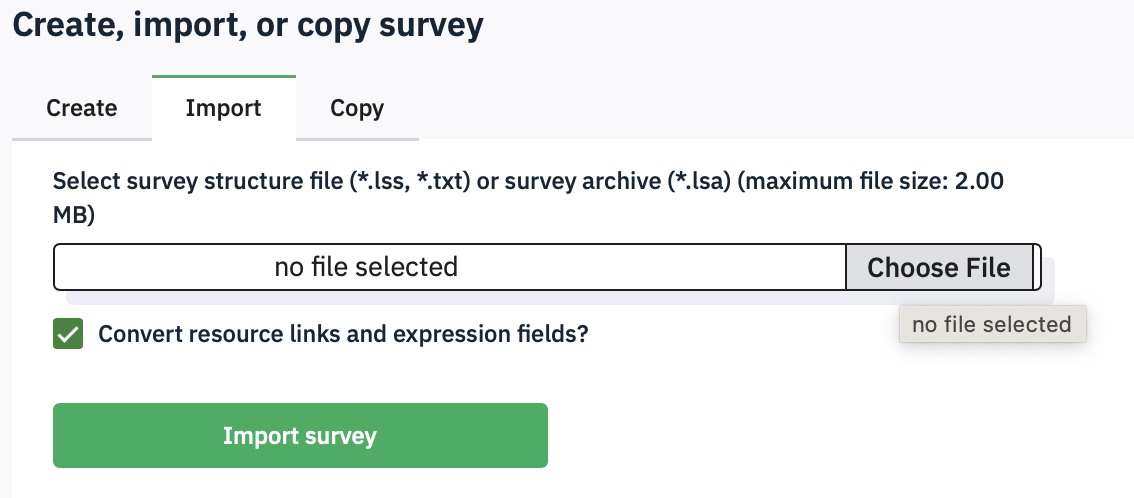 Create, import, or copy survey
Create Import Copy
Select survey structure file (*.lss, *.txt) or survey archive (*.lsa) (maximum file size: 2.00
MB)
no file selected Choose File
no file selected
Convert resource links and expression fields?
Import survey